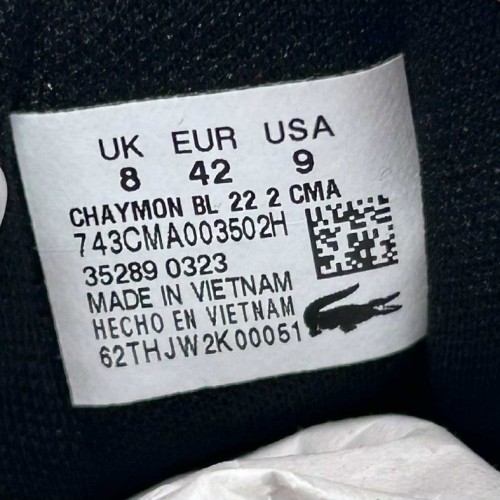 UK EUR USA
8 42 9
CHAYMON BL 22 2 CMA
743CMA003502H
35289 0323
MADE IN VIETNAM
HECHO EN VIETNAM
62THJW2K00051